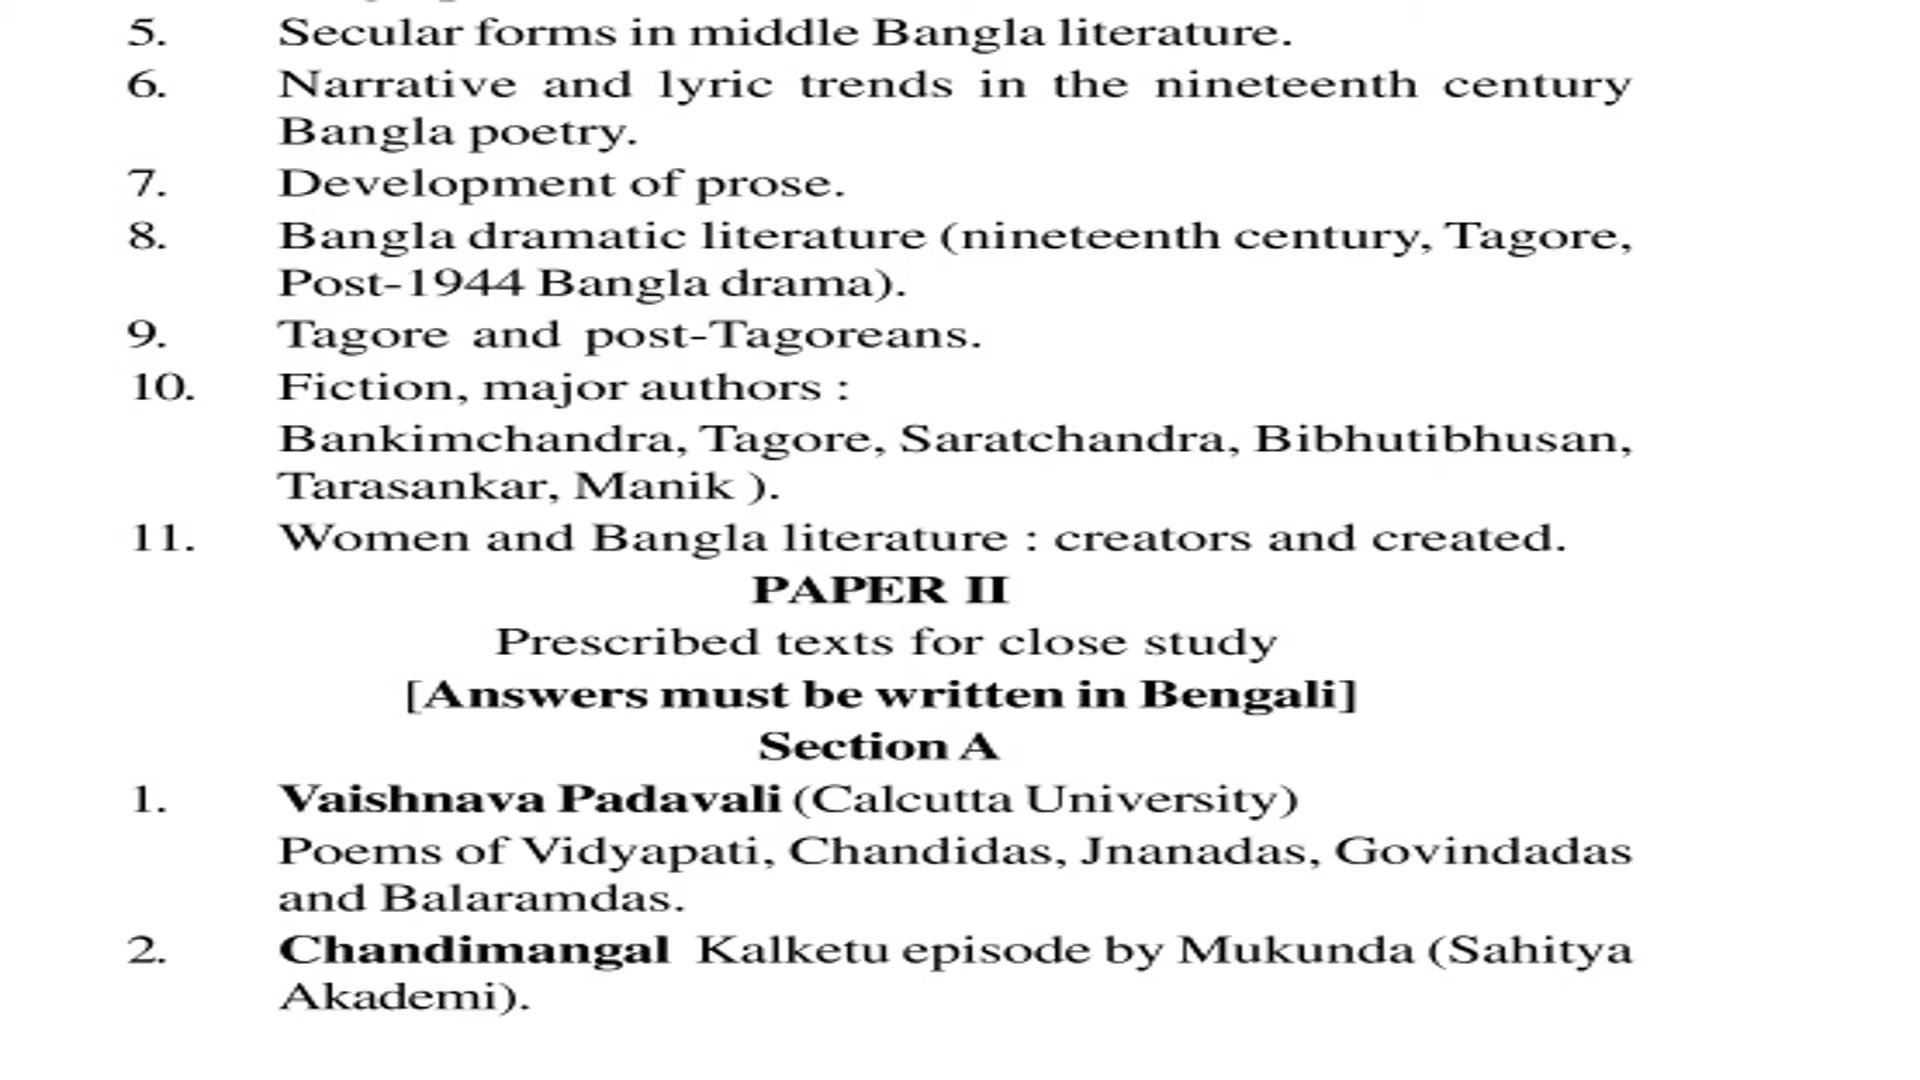 5. Secular forms in middle Bangla literature.
6. Narrative and lyric trends in the nineteenth century
Bangla poetry.
7. Development of prose.
8. Bangla dramatic literature (nineteenth century, Tagore,
Post-1944 Bangla drama).
9. Tagore and post-Tagoreans.
10. Fiction, major authors :
Bankimchandra, Tagore, Saratchandra, Bibhutibhusan,
Tarasankar, Manik ).
11. Women and Bangla literature : creators and created.
PAPER II
Prescribed texts for close study
[Answers must be written in Bengali]
Section A
1. Vaishnava Padavali (Calcutta University)
Poems of Vidyapati, Chandidas, Jnanadas, Govindadas
and Balaramdas.
2. Chandimangal Kalketu episode by Mukunda (Sahitya
Akademi).